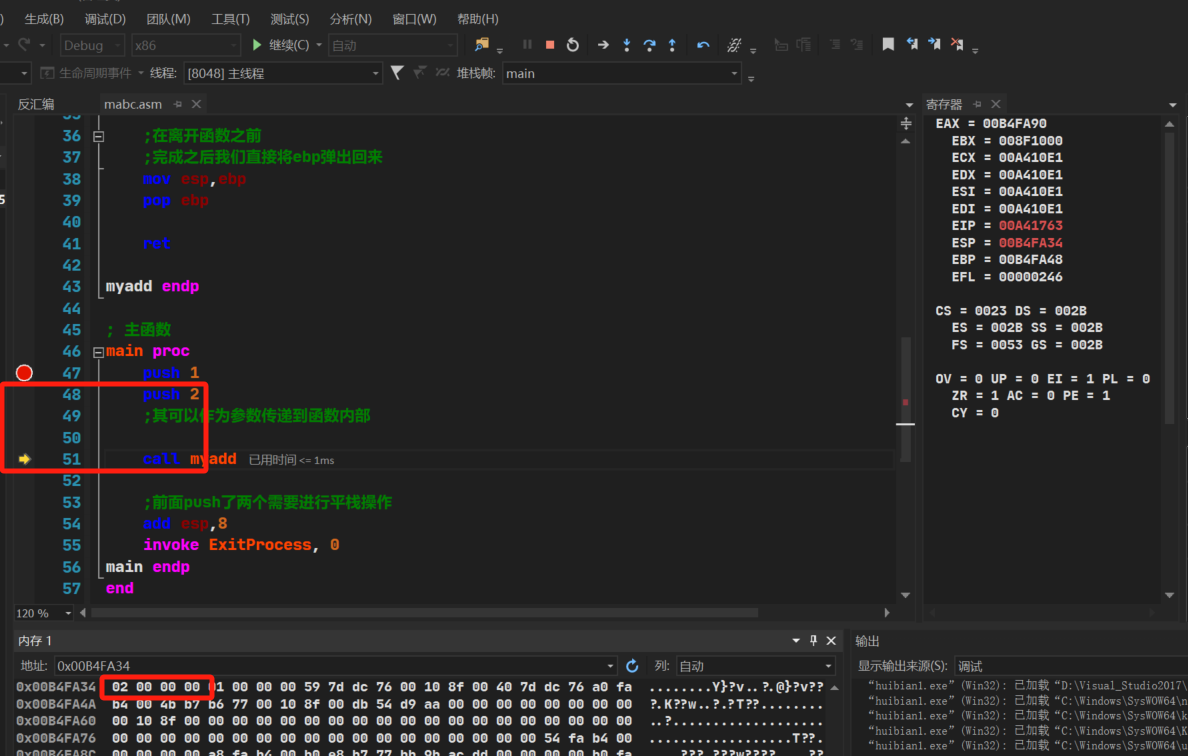 ) 生成(B) 调试(D) 团队(M) 工具(T) 测试(S) 分析(N) 窗口(W) 帮助(H)
Debug x86 继续(C) 自动
生命周期事件 线程: [8048] 主线程 堆栈帧: main
反汇编 mabc.asm
36 ;在离开函数之前
37 ;完成之后我们直接将ebp弹出回来
38 mov esp,ebp
39 pop ebp
40
41 ret
42
43 myadd endp
44
45 ; 主函数
46 main proc
47 push 1
48 push 2
49 ;其可以作为参数传递到函数内部
50
51 call myadd 已用时间 <= 1ms
52
53 ;前面push了两个需要进行平栈操作
54 add esp,8
55 invoke ExitProcess, 0
56 main endp
57 end
120 %
寄存器
EAX = 00B4FA90
EBX = 008F1000
ECX = 00A410E1
EDX = 00A410E1
ESI = 00A410E1
EDI = 00A410E1
EIP = 00A41763
ESP = 00B4FA34
EBP = 00B4FA48
EFL = 00000246
CS = 0023 DS = 002B
ES = 002B SS = 002B
FS = 0053 GS = 002B
OV = 0 UP = 0 EI = 1 PL = 0
ZR = 1 AC = 0 PE = 1
CY = 0
内存 1
地址: 0x00B4FA34 列: 自动
0x00B4FA34 02 00 00 00 01 00 00 00 59 7d dc 76 00 10 8f 00 40 7d dc 76 a0 fa ........Y}?v..?.@}?v??
0x00B4FA4A b4 00 4b b7 b6 77 00 10 8f 00 db 54 d9 aa 00 00 00 00 00 00 00 00 ?.K??w..?.?T??........
0x00B4FA60 00 10 8f 00 00 00 00 00 00 00 00 00 00 00 00 00 00 00 00 00 00 00 ..?...................
0x00B4FA76 00 00 00 00 00 00 00 00 00 00 00 00 00 00 00 00 00 00 54 fa b4 00 ..................T??.
输出
显示输出来源(S): 调试
“huibian1.exe”(Win32): 已加载“D:\Visual_Studio2017\
“huibian1.exe”(Win32): 已加载“C:\Windows\SysWOW64\n
“huibian1.exe”(Win32): 已加载“C:\Windows\SysWOW64\k
“huibian1.exe”(Win32): 已加载“C:\Windows\SysWOW64\K
“huibian1.exe”(Win32): 已加载“C:\Windows\SysWOW64\a